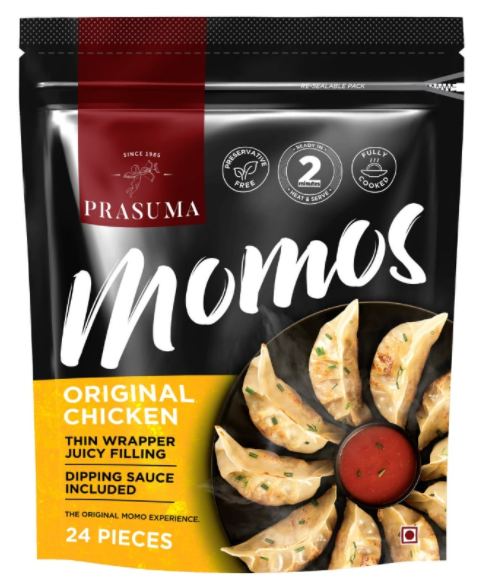 RE-SEALABLE PACK
SINCE 1985
PRASUMA
PRESERVATIVE
FREE
READY IN
2
minutes
HEAT & SERVE
FULLY
COOKED
momos
ORIGINAL
CHICKEN
THIN WRAPPER
JUICY FILLING
DIPPING SAUCE
INCLUDED
THE ORIGINAL MOMO EXPERIENCE.
24 PIECES